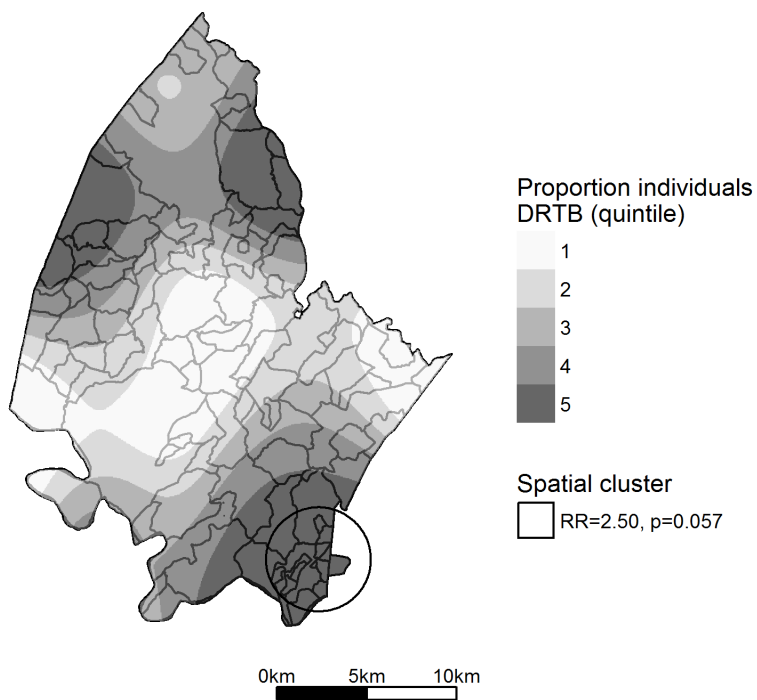 Proportion individuals
DRTB (quintile)
1
2
3
4
5
Spatial cluster
RR=2.50, p=0.057
0km 5km 10km